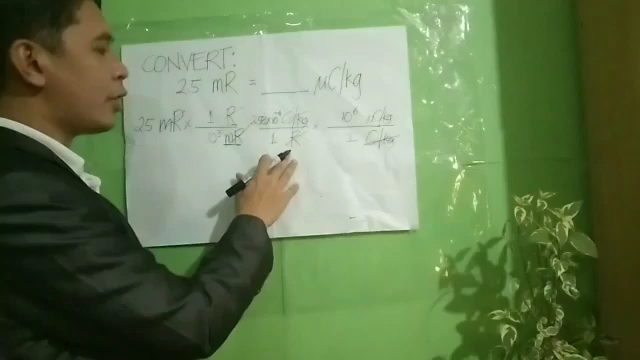 CONVERT:
25 mR = ____ µC/kg
25 mR × 1 R / 10³ mR × C/kg / 1 R × 10⁶ µC/kg / 1 C/kg